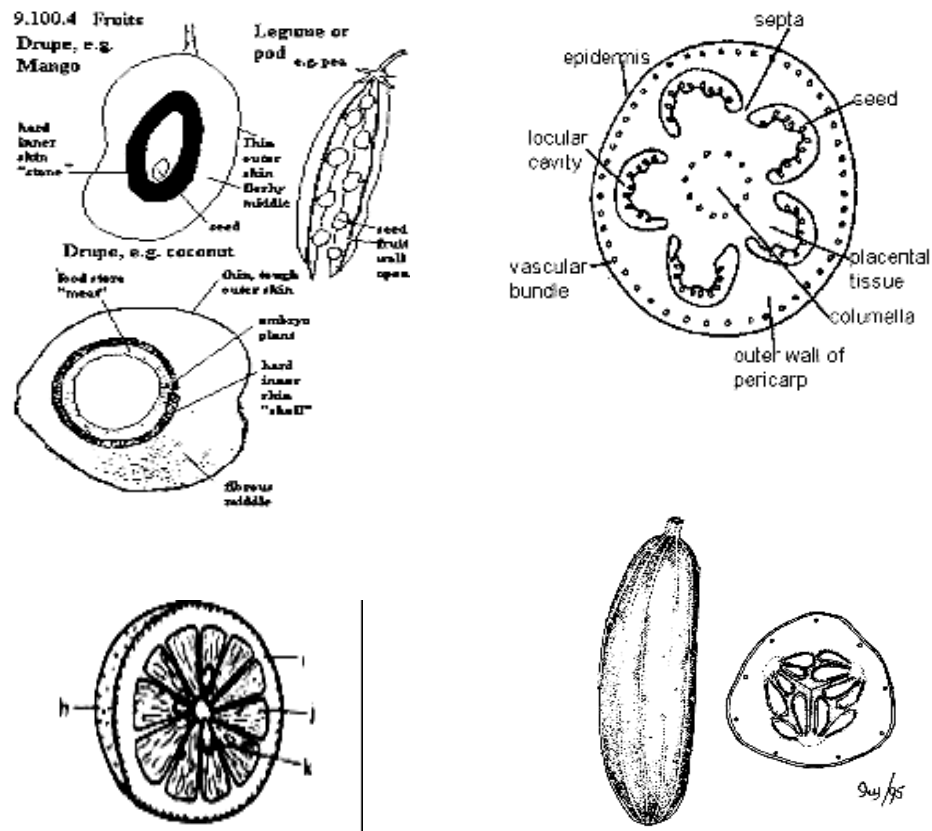 9.100.4 Fruits
Drupe, e.g.
Mango
hard
inner
skin
"stone"
Thin
outer
skin
fleshy
middle
seed
Legume or
pod
e.g. pea
seed
fruit
wall
open
Drupe, e.g. coconut
food store
"meat"
thin, tough
outer skin
embryo
plant
hard
inner
skin
"shell"
fibrous
middle
septa
epidermis
seed
locular
cavity
vascular
bundle
placental
tissue
columella
outer wall of
pericarp
h
i
j
k
/95